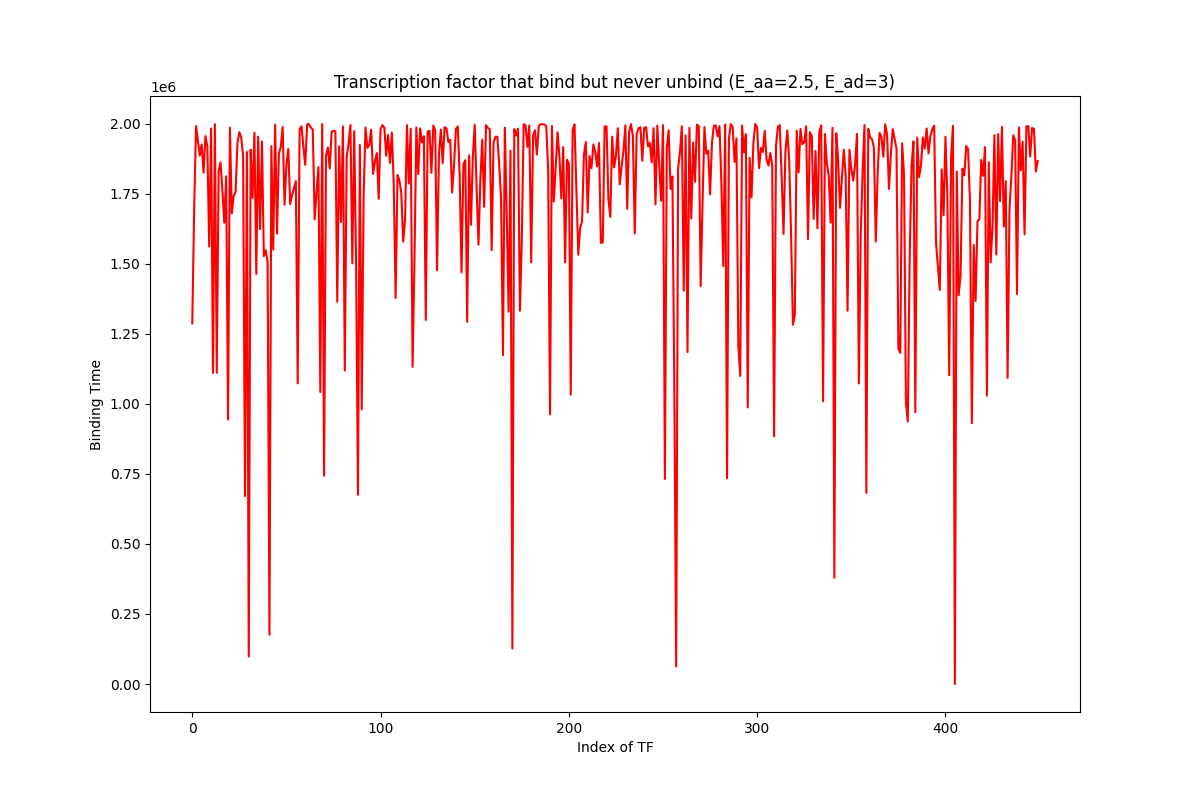 Transcription factor that bind but never unbind (E_aa=2.5, E_ad=3)
1e6
2.00
1.75
1.50
1.25
1.00
0.75
0.50
0.25
0.00
Binding Time
0 100 200 300 400
Index of TF